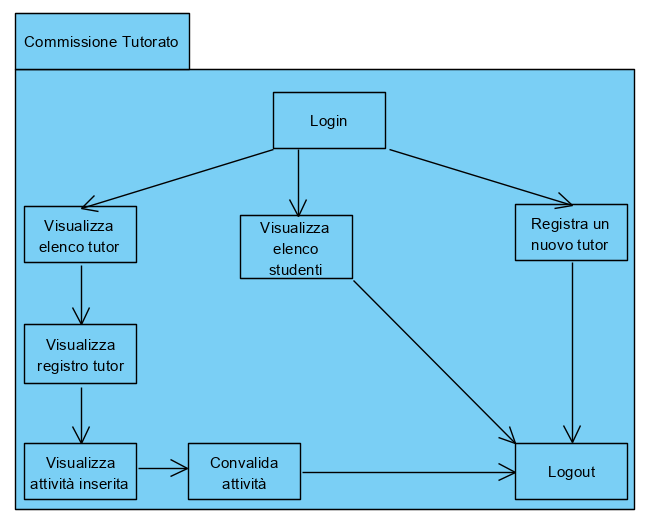 Commissione Tutorato
Login
Visualizza
elenco tutor
Visualizza
elenco
studenti
Registra un
nuovo tutor
Visualizza
registro tutor
Visualizza
attività inserita
Convalida
attività
Logout